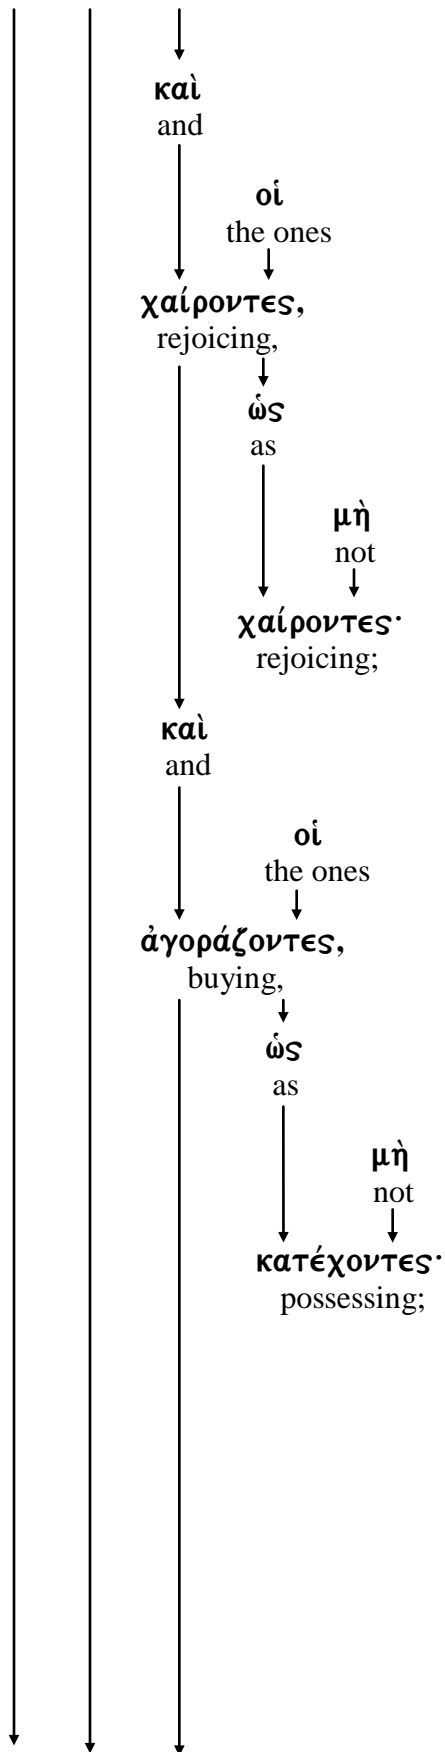 καὶ
and
οἱ
the ones
χαίροντες,
rejoicing,
ὡς
as
μὴ
not
χαίροντες·
rejoicing;
καὶ
and
οἱ
the ones
ἀγοράζοντες,
buying,
ὡς
as
μὴ
not
κατέχοντες·
possessing;